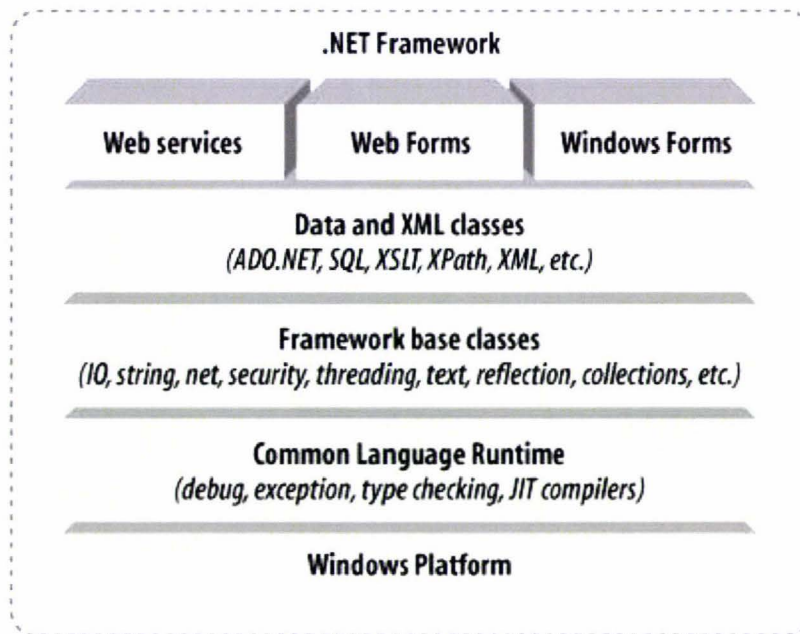 .NET Framework
Web services Web Forms Windows Forms
Data and XML classes
(ADO.NET, SQL, XSLT, XPath, XML, etc.)
Framework base classes
(IO, string, net, security, threading, text, reflection, collections, etc.)
Common Language Runtime
(debug, exception, type checking, JIT compilers)
Windows Platform